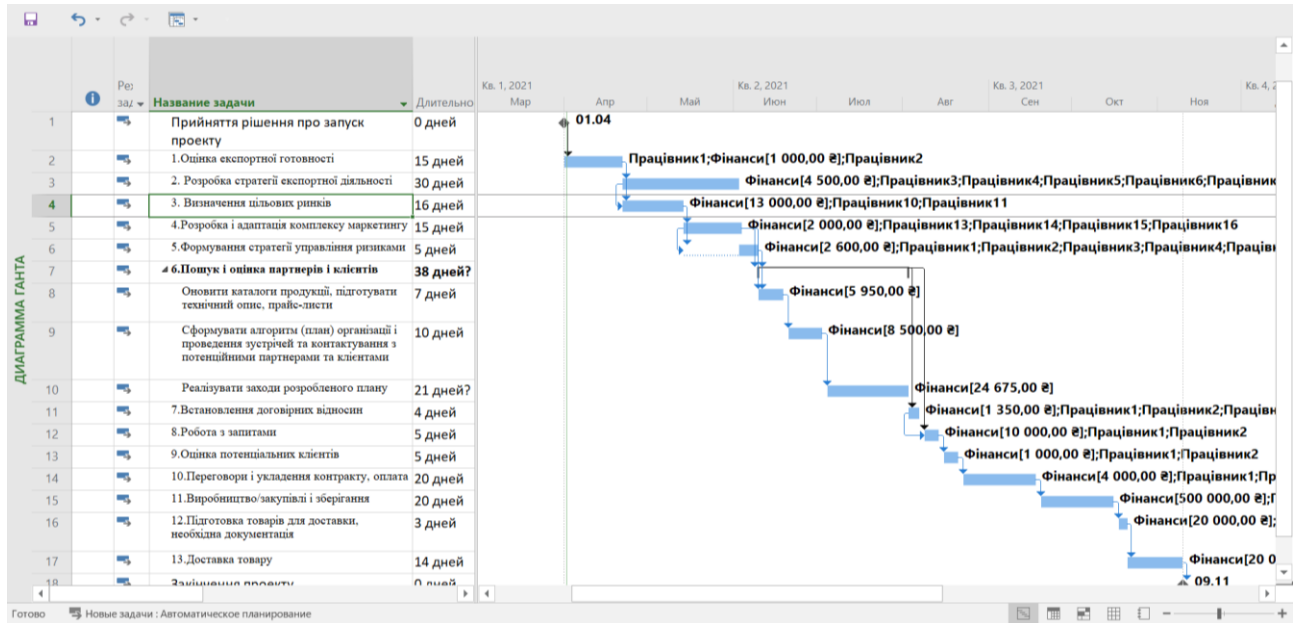 Кв. 1, 2021 Кв. 2, 2021 Кв. 3, 2021 Кв. 4, 2
Реж
зад Название задачи Длительно Мар Апр Май Июн Июл Авг Сен Окт Ноя
ДИАГРАММА ГАНТА
1 Прийняття рішення про запуск 0 дней 01.04
проекту
2 1.Оцінка експортної готовності 15 дней Працівник1;Фінанси[1 000,00 ₴];Працівник2
3 2. Розробка стратегії експортної діяльності 30 дней Фінанси[4 500,00 ₴];Працівник3;Працівник4;Працівник5;Працівник6;Працівник
4 3. Визначення цільових ринків 16 дней Фінанси[13 000,00 ₴];Працівник10;Працівник11
5 4.Розробка і адаптація комплексу маркетингу 15 дней Фінанси[2 000,00 ₴];Працівник13;Працівник14;Працівник15;Працівник16
6 5.Формування стратегії управління ризиками 5 дней Фінанси[2 600,00 ₴];Працівник1;Працівник2;Працівник3;Працівник4;Працівн
7 6.Пошук і оцінка партнерів і клієнтів 38 дней?
8 Оновити каталоги продукції, підготувати 7 дней Фінанси[5 950,00 ₴]
технічний опис, прайс-листи
9 Сформувати алгоритм (план) організації і 10 дней Фінанси[8 500,00 ₴]
проведення зустрічей та контактування з
потенційними партнерами та клієнтами
10 Реалізувати заходи розробленого плану 21 дней? Фінанси[24 675,00 ₴]
11 7.Встановлення договірних відносин 4 дней Фінанси[1 350,00 ₴];Працівник1;Працівник2;Працівн
12 8.Робота з запитами 5 дней Фінанси[10 000,00 ₴];Працівник1;Працівник2
13 9.Оцінка потенціальних клієнтів 5 дней Фінанси[1 000,00 ₴];Працівник1;Працівник2
14 10.Переговори і укладення контракту, оплата 20 дней Фінанси[4 000,00 ₴];Працівник1;Пр
15 11.Виробництво/закупівлі і зберігання 20 дней Фінанси[500 000,00 ₴];Г
16 12.Підготовка товарів для доставки, 3 дней Фінанси[20 000,00 ₴];
необхідна документація
17 13.Доставка товару 14 дней Фінанси[20 0
18 Закінчення проекту 0 дней 09.11
Готово Новые задачи : Автоматическое планирование